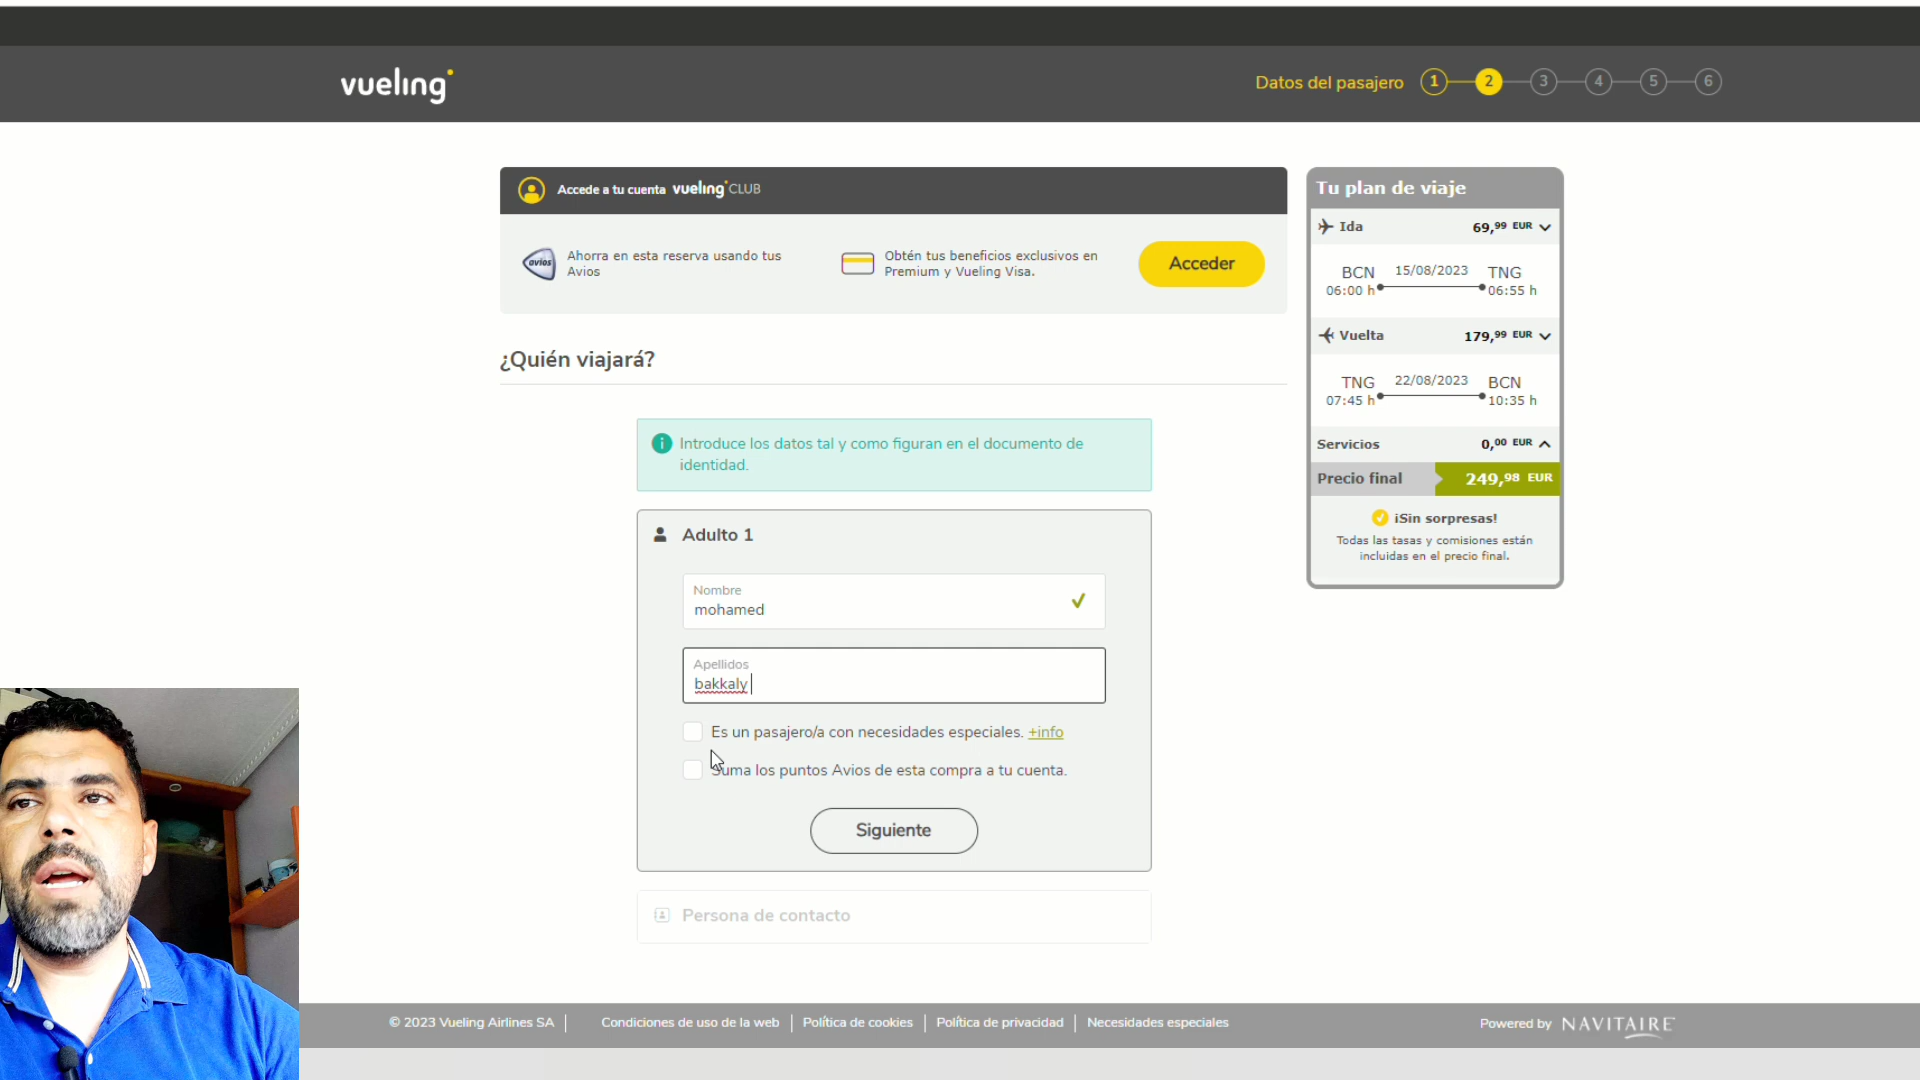 vueling
Datos del pasajero 1 2 3 4 5 6
Accede a tu cuenta vueling CLUB
avios
Ahorra en esta reserva usando tus
Avios
Obtén tus beneficios exclusivos en
Premium y Vueling Visa.
Acceder
¿Quién viajará?
Introduce los datos tal y como figuran en el documento de
identidad.
Adulto 1
Nombre
mohamed
Apellidos
bakkaly
Es un pasajero/a con necesidades especiales. +info
Suma los puntos Avios de esta compra a tu cuenta.
Siguiente
Persona de contacto
Tu plan de viaje
Ida 69,99 EUR
BCN 15/08/2023 TNG
06:00 h 06:55 h
Vuelta 179,99 EUR
TNG 22/08/2023 BCN
07:45 h 10:35 h
Servicios 0,00 EUR
Precio final 249,98 EUR
¡Sin sorpresas!
Todas las tasas y comisiones están
incluidas en el precio final.
© 2023 Vueling Airlines SA | Condiciones de uso de la web | Política de cookies | Política de privacidad | Necesidades especiales
Powered by NAVITAIRE